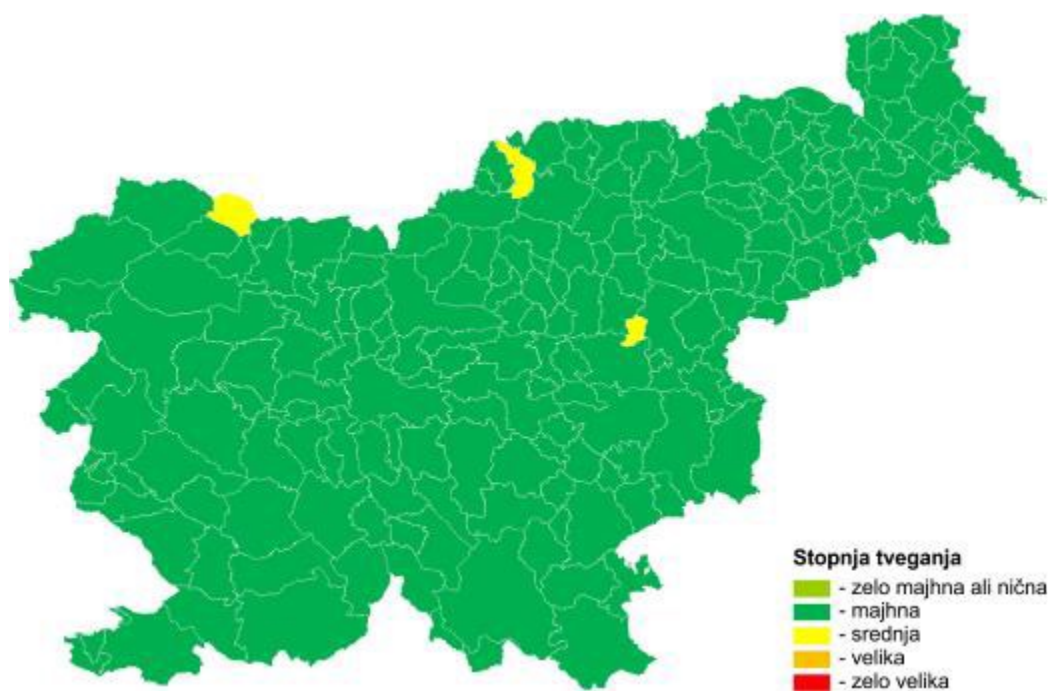 Stopnja tveganja
- zelo majhna ali nična
- majhna
- srednja
- velika
- zelo velika